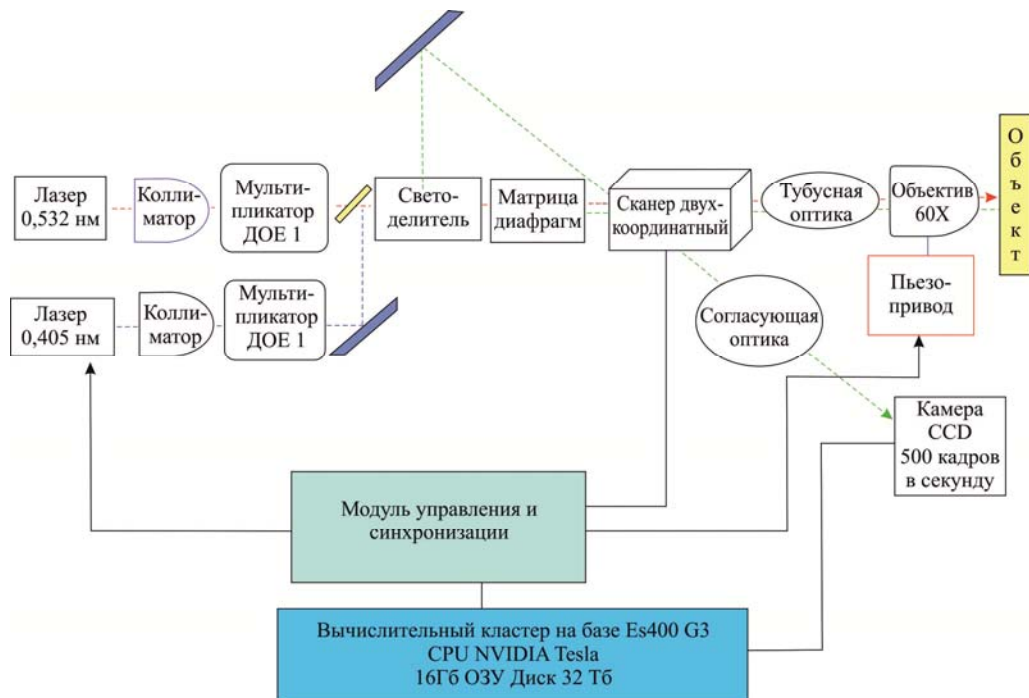 Объект
Лазер
0,532 нм
Колли-
матор
Мульти-
пликатор
ДОЕ 1
Свето-
делитель
Матрица
диафрагм
Сканер двух-
координатный
Тубусная
оптика
Объектив
60X
Лазер
0,405 нм
Колли-
матор
Мульти-
пликатор
ДОЕ 1
Согласующая
оптика
Пьезо-
привод
Камера
CCD
500 кадров
в секунду
Модуль управления и
синхронизации
Вычислительный кластер на базе Es400 G3
CPU NVIDIA Tesla
16Гб ОЗУ Диск 32 Тб